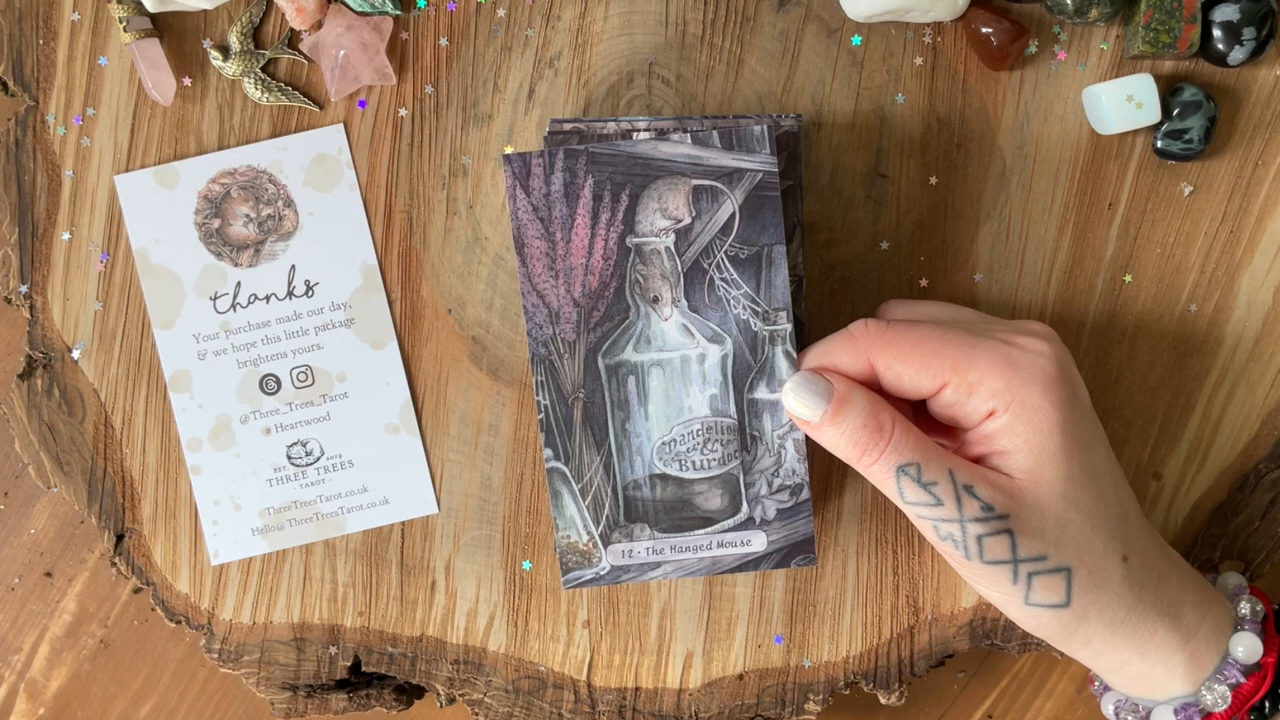 thanks
Your purchase made our day,
& we hope this little package
brightens yours.
@Three_Trees_Tarot
# Heartwood
EST 2019
THREE TREES
· TAROT ·
ThreeTreesTarot.co.uk
Hello@ThreeTreesTarot.co.uk
Dandelion
&
Burdoc
12 · The Hanged Mouse